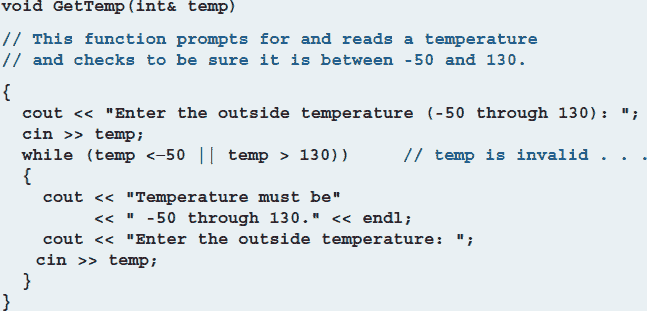 void GetTemp(int& temp)
// This function prompts for and reads a temperature
// and checks to be sure it is between -50 and 130.
{
cout << "Enter the outside temperature (-50 through 130): ";
cin >> temp;
while (temp <–50 || temp > 130)) // temp is invalid . . .
{
cout << "Temperature must be"
<< " -50 through 130." << endl;
cout << "Enter the outside temperature: ";
cin >> temp;
}
}